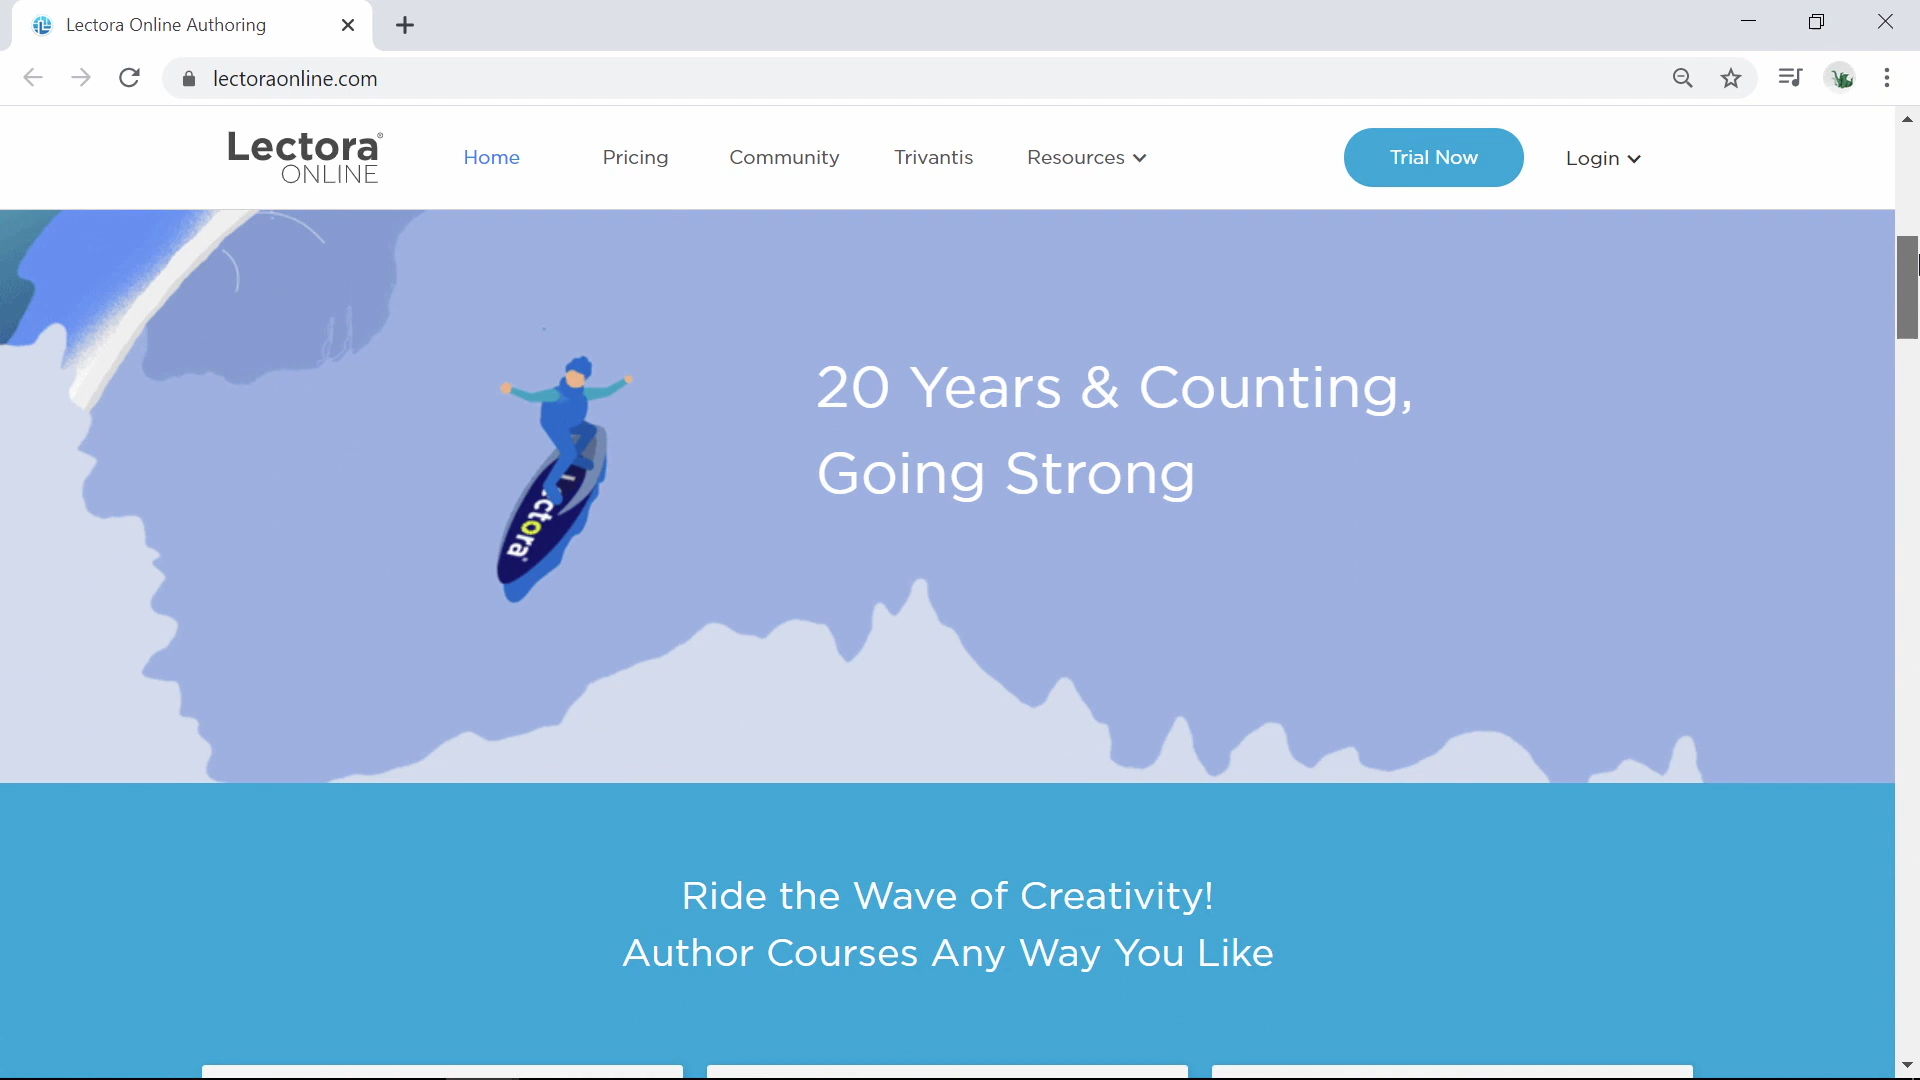 Lectora Online Authoring
lectoraonline.com
Lectora®
ONLINE
Home
Pricing
Community
Trivantis
Resources
Trial Now
Login
20 Years & Counting,
Going Strong
Lectora
Ride the Wave of Creativity!
Author Courses Any Way You Like